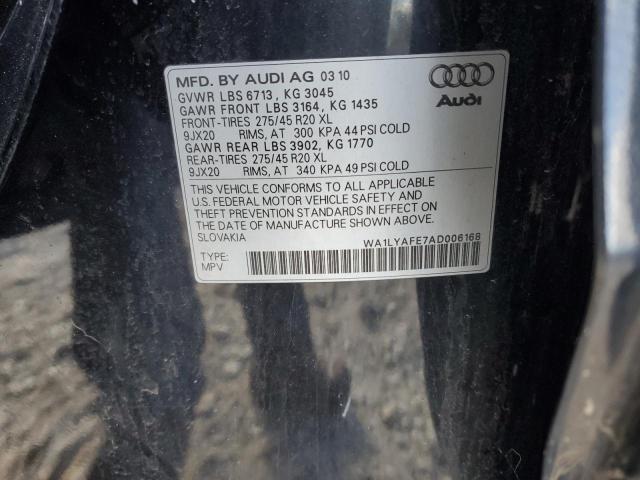 MFD. BY AUDI AG 03 10
GVWR LBS 6713, KG 3045
GAWR FRONT LBS 3164, KG 1435
FRONT-TIRES 275/45 R20 XL
9JX20 RIMS, AT 300 KPA 44 PSI COLD
GAWR REAR LBS 3902, KG 1770
REAR-TIRES 275/45 R20 XL
9JX20 RIMS, AT 340 KPA 49 PSI COLD
Audi
THIS VEHICLE CONFORMS TO ALL APPLICABLE
U.S. FEDERAL MOTOR VEHICLE SAFETY AND
THEFT PREVENTION STANDARDS IN EFFECT ON
THE DATE OF MANUFACTURE SHOWN ABOVE.
SLOVAKIA
WA1LYAFE7AD006168
TYPE:
MPV